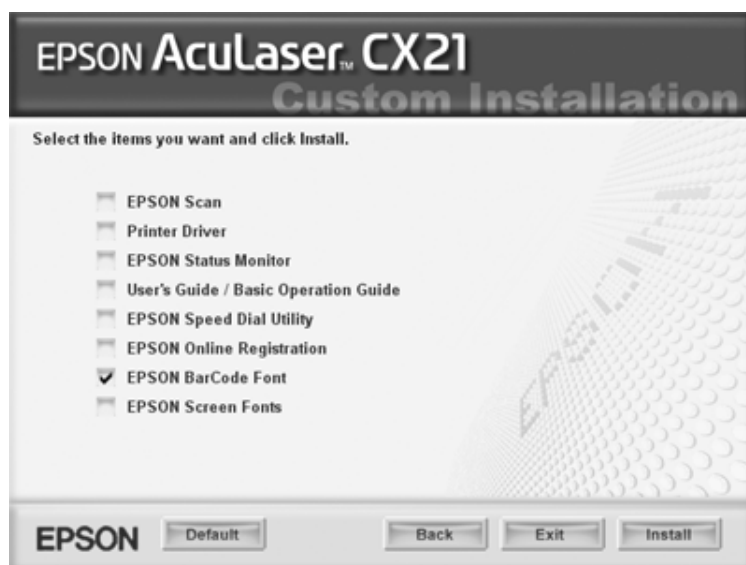 EPSON AcuLaser™ CX21
Custom Installation
Select the items you want and click Install.
EPSON Scan
Printer Driver
EPSON Status Monitor
User's Guide / Basic Operation Guide
EPSON Speed Dial Utility
EPSON Online Registration
EPSON BarCode Font
EPSON Screen Fonts
EPSON
EPSON Default Back Exit Install